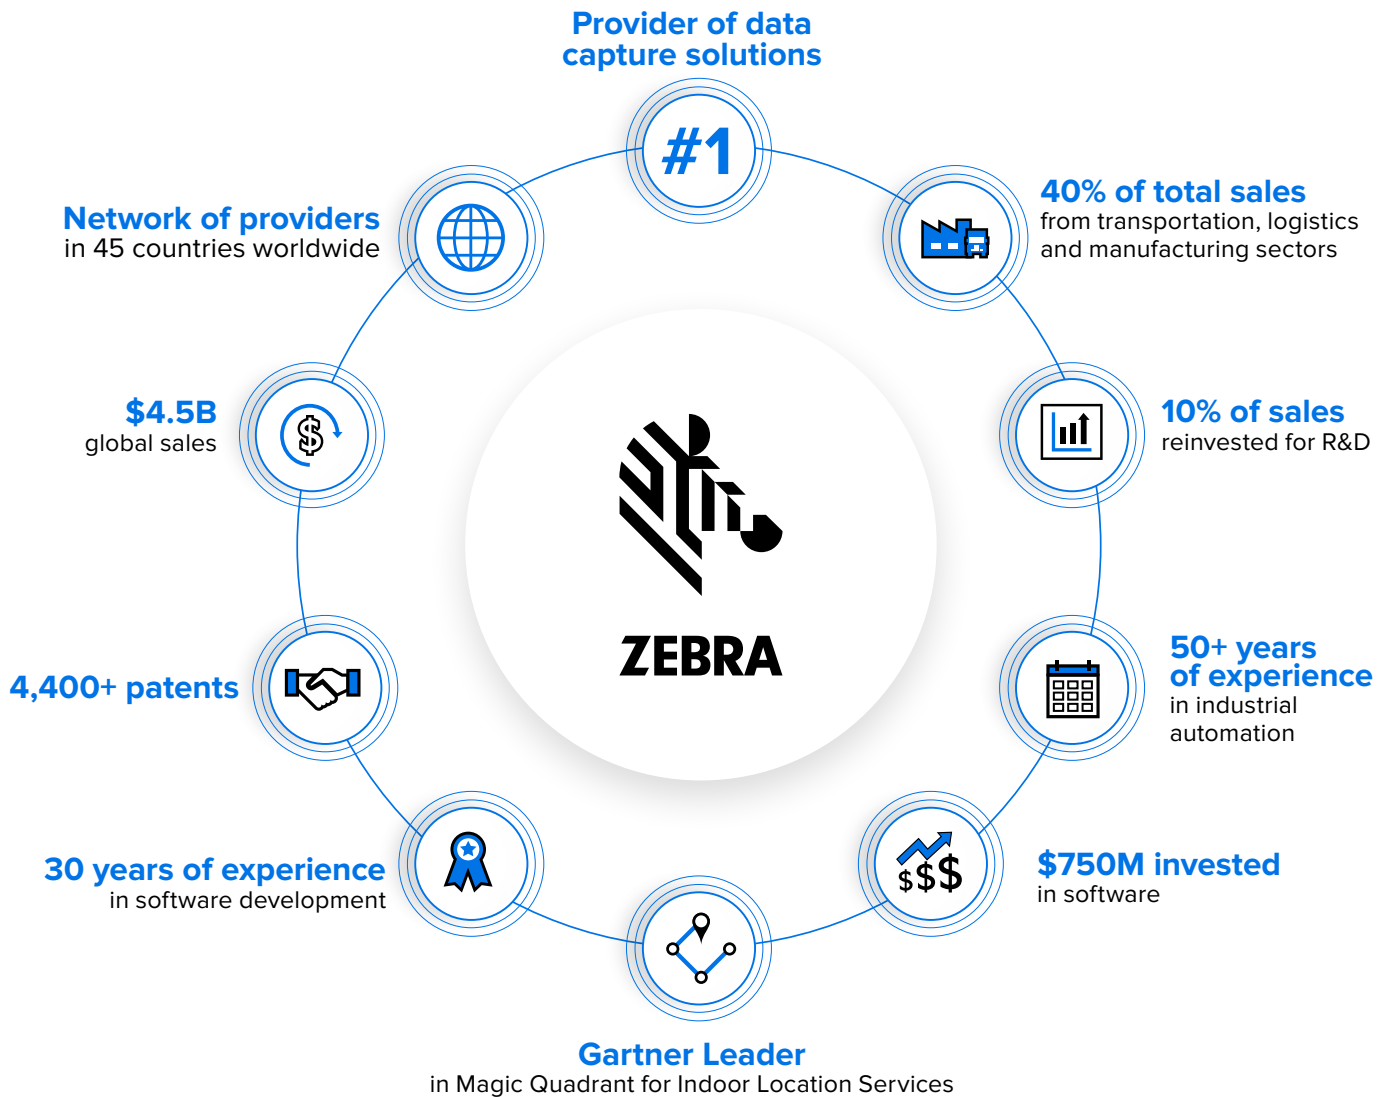 Provider of data
capture solutions
#1
40% of total sales
from transportation, logistics
and manufacturing sectors
10% of sales
reinvested for R&D
50+ years
of experience
in industrial
automation
$750M invested
in software
$$$
Gartner Leader
in Magic Quadrant for Indoor Location Services
30 years of experience
in software development
4,400+ patents
$4.5B
global sales
$
Network of providers
in 45 countries worldwide
ZEBRA